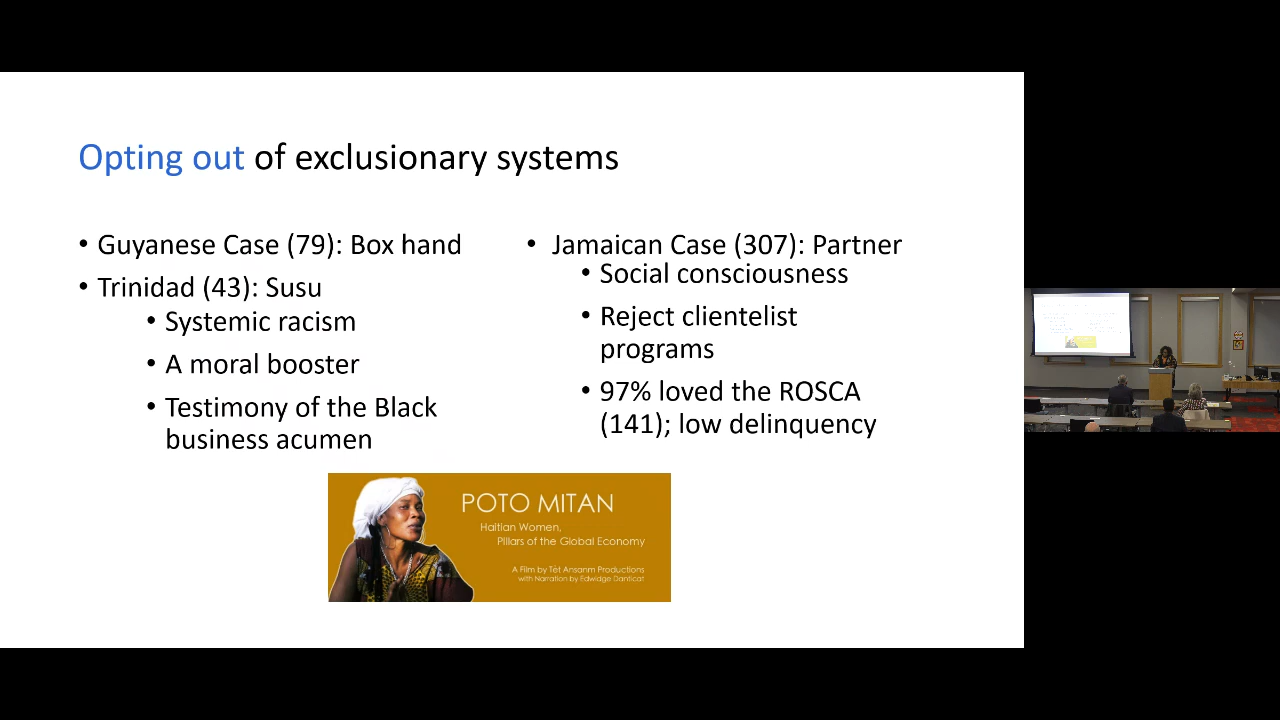 Opting out of exclusionary systems
• Guyanese Case (79): Box hand
• Trinidad (43): Susu
• Systemic racism
• A moral booster
• Testimony of the Black
business acumen
• Jamaican Case (307): Partner
• Social consciousness
• Reject clientelist
programs
• 97% loved the ROSCA
(141); low delinquency
POTO MITAN
Haitian Women,
Pillars of the Global Economy
A Film by Tèt Ansanm Productions
with Narration by Edwidge Danticat